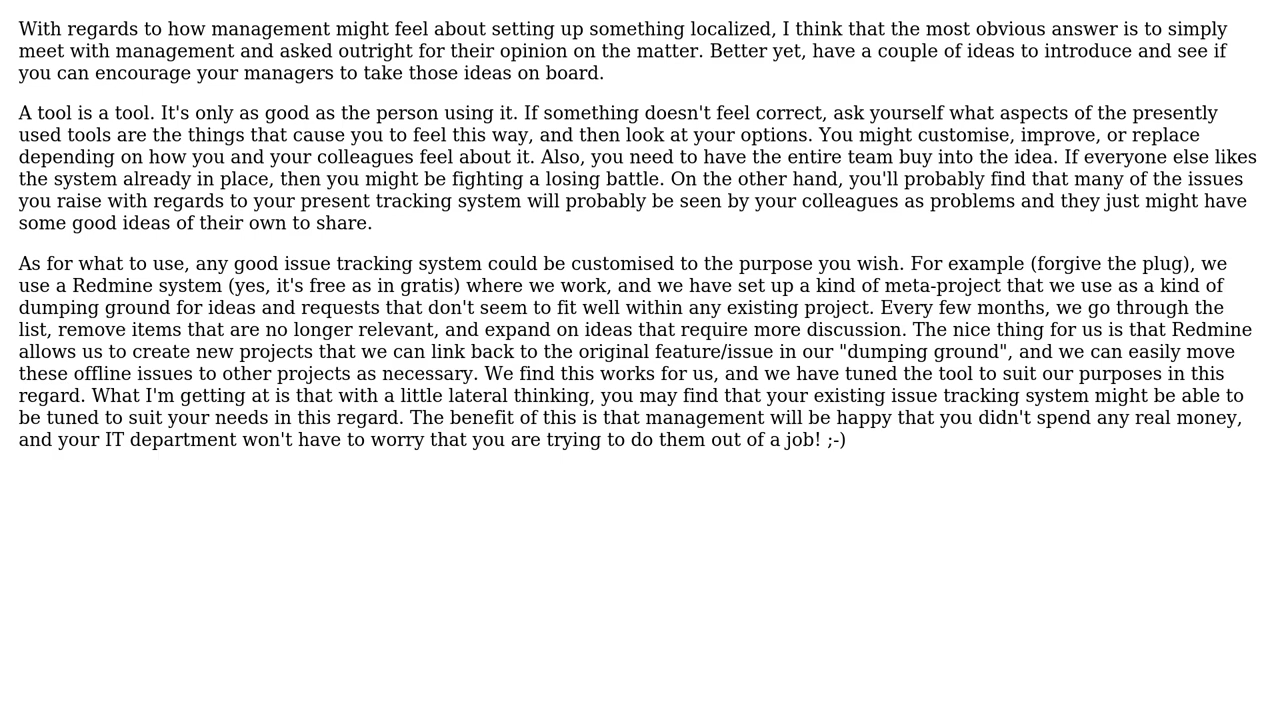 With regards to how management might feel about setting up something localized, I think that the most obvious answer is to simply
meet with management and asked outright for their opinion on the matter. Better yet, have a couple of ideas to introduce and see if
you can encourage your managers to take those ideas on board.
A tool is a tool. It's only as good as the person using it. If something doesn't feel correct, ask yourself what aspects of the presently
used tools are the things that cause you to feel this way, and then look at your options. You might customise, improve, or replace
depending on how you and your colleagues feel about it. Also, you need to have the entire team buy into the idea. If everyone else likes
the system already in place, then you might be fighting a losing battle. On the other hand, you'll probably find that many of the issues
you raise with regards to your present tracking system will probably be seen by your colleagues as problems and they just might have
some good ideas of their own to share.
As for what to use, any good issue tracking system could be customised to the purpose you wish. For example (forgive the plug), we
use a Redmine system (yes, it's free as in gratis) where we work, and we have set up a kind of meta-project that we use as a kind of
dumping ground for ideas and requests that don't seem to fit well within any existing project. Every few months, we go through the
list, remove items that are no longer relevant, and expand on ideas that require more discussion. The nice thing for us is that Redmine
allows us to create new projects that we can link back to the original feature/issue in our "dumping ground", and we can easily move
these offline issues to other projects as necessary. We find this works for us, and we have tuned the tool to suit our purposes in this
regard. What I'm getting at is that with a little lateral thinking, you may find that your existing issue tracking system might be able to
be tuned to suit your needs in this regard. The benefit of this is that management will be happy that you didn't spend any real money,
and your IT department won't have to worry that you are trying to do them out of a job! ;-)